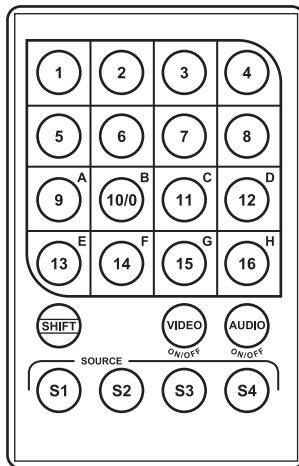 1 2 3 4
5 6 7 8
A B C D
9 10/0 11 12
E F G H
13 14 15 16
SHIFT VIDEO AUDIO
ON/OFF ON/OFF
SOURCE
S1 S2 S3 S4